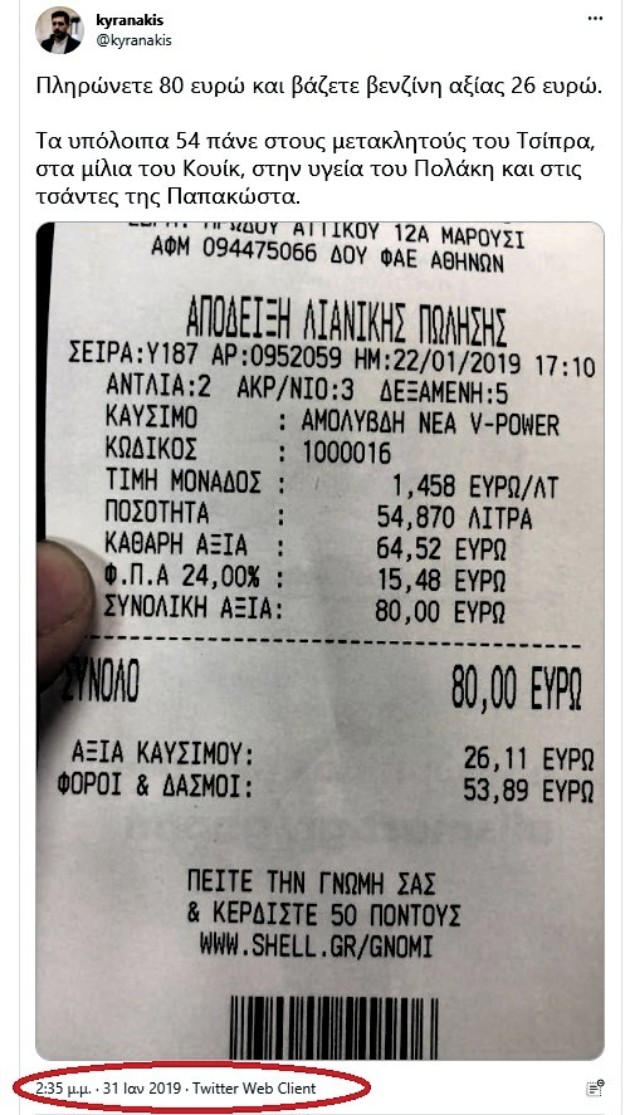 kyranakis
@kyranakis
Πληρώνετε 80 ευρώ και βάζετε βενζίνη αξίας 26 ευρώ.
Τα υπόλοιπα 54 πάνε στους μετακλητούς του Τσίπρα,
στα μίλια του Κουίκ, στην υγεία του Πολάκη και στις
τσάντες της Παπακώστα.
ΑΤΤΙΚΟΥ 12Α ΜΑΡΟΥΣΙ
ΑΦΜ 094475066 ΔΟΥ ΦΑΕ ΑΘΗΝΩΝ
ΑΠΟΔΕΙΞΗ ΛΙΑΝΙΚΗΣ ΠΩΛΗΣΗΣ
ΣΕΙΡΑ:Υ187 ΑΡ:0952059 ΗΜ:22/01/2019 17:10
ΑΝΤΛΙΑ:2 ΑΚΡ/ΝΙΟ:3 ΔΕΞΑΜΕΝΗ:5
ΚΑΥΣΙΜΟ : ΑΜΟΛΥΒΔΗ ΝΕΑ V-POWER
ΚΩΔΙΚΟΣ : 1000016
ΤΙΜΗ ΜΟΝΑΔΟΣ : 1,458 ΕΥΡΩ/ΛΤ
ΠΟΣΟΤΗΤΑ : 54,870 ΛΙΤΡΑ
ΚΑΘΑΡΗ ΑΞΙΑ : 64,52 ΕΥΡΩ
Φ.Π.Α 24,00% : 15,48 ΕΥΡΩ
ΣΥΝΟΛΙΚΗ ΑΞΙΑ: 80,00 ΕΥΡΩ
ΣΥΝΟΛΟ 80,00 ΕΥΡΩ
ΑΞΙΑ ΚΑΥΣΙΜΟΥ: 26,11 ΕΥΡΩ
ΦΟΡΟΙ & ΔΑΣΜΟΙ: 53,89 ΕΥΡΩ
ΠΕΙΤΕ ΤΗΝ ΓΝΩΜΗ ΣΑΣ
& ΚΕΡΔΙΣΤΕ 50 ΠΟΝΤΟΥΣ
WWW.SHELL.GR/GNOMI
2:35 μ.μ. · 31 Ιαν 2019 · Twitter Web Client